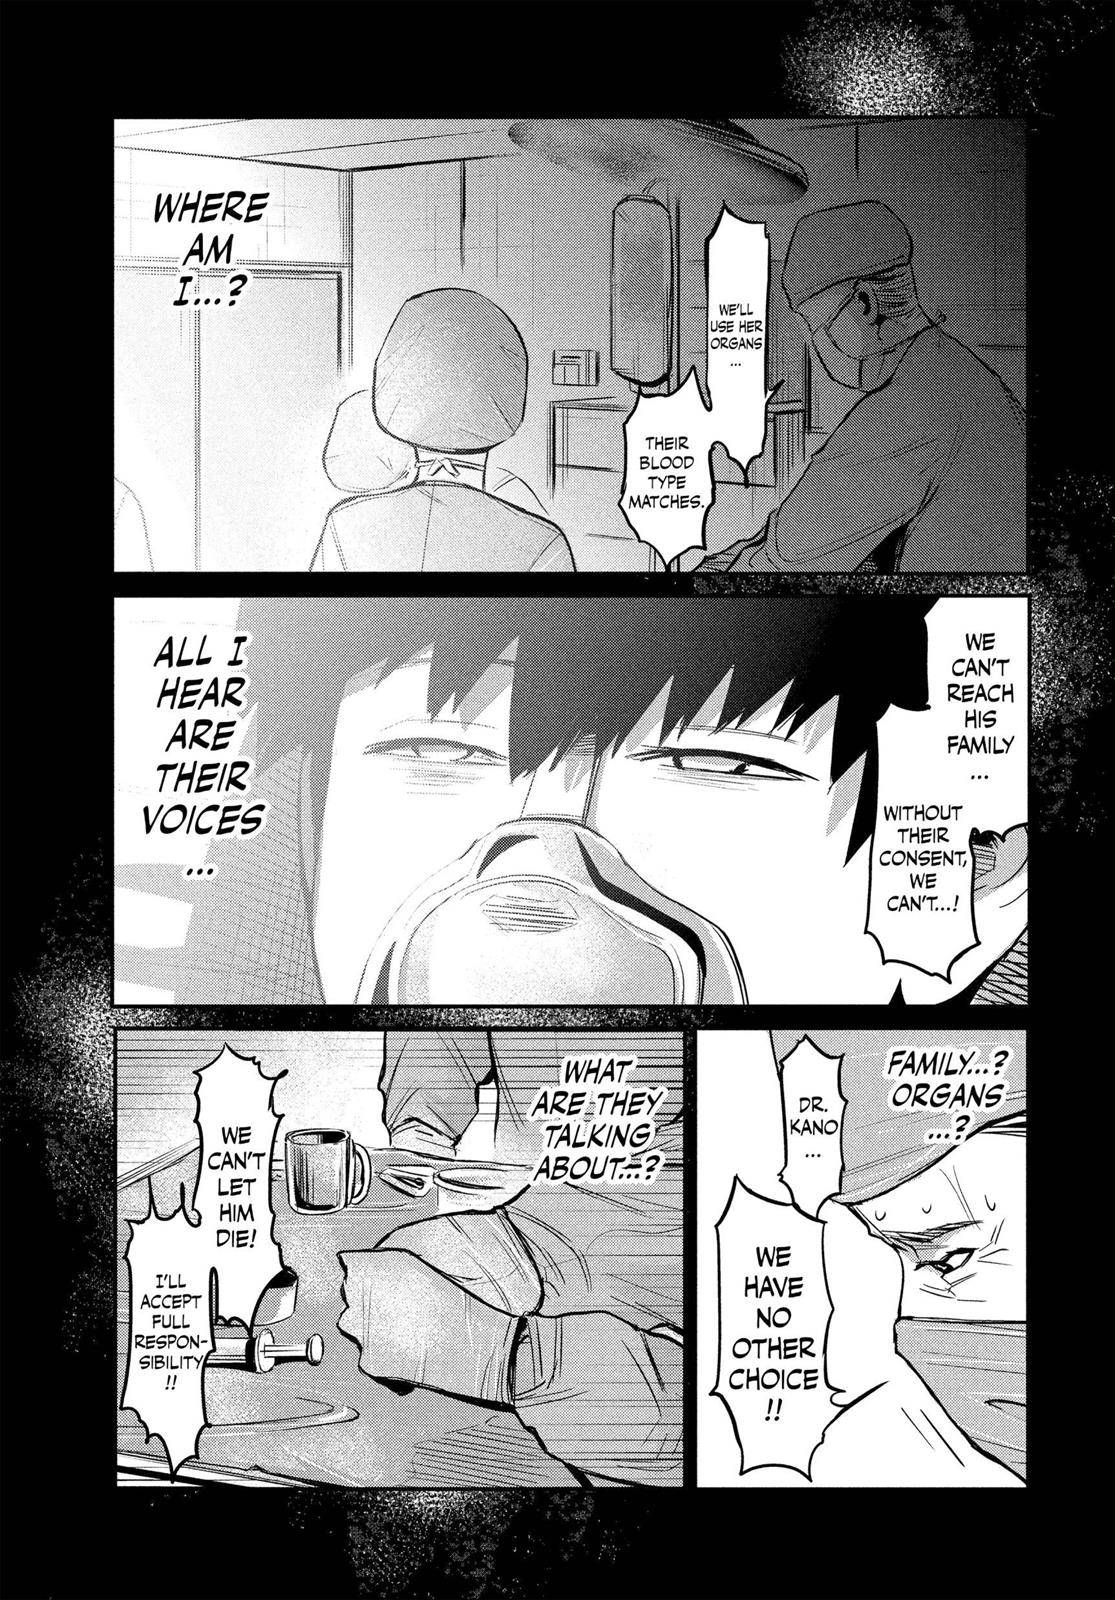 WE'LL
USE HER
ORGANS
...
THEIR
BLOOD
TYPE
MATCHES.
WHERE
AM
I...?
WE
CAN'T
REACH
HIS
FAMILY
...
WITHOUT
THEIR
CONSENT,
WE
CAN'T...!
ALL I
HEAR
ARE
THEIR
VOICES
...
FAMILY...?
ORGANS
...?
DR.
KANO
...
WE
HAVE
NO
OTHER
CHOICE
!!
WHAT
ARE THEY
TALKING
ABOUT...?
WE
CAN'T
LET
HIM
DIE!
I'LL
ACCEPT
FULL
RESPON-
SIBILITY
!!